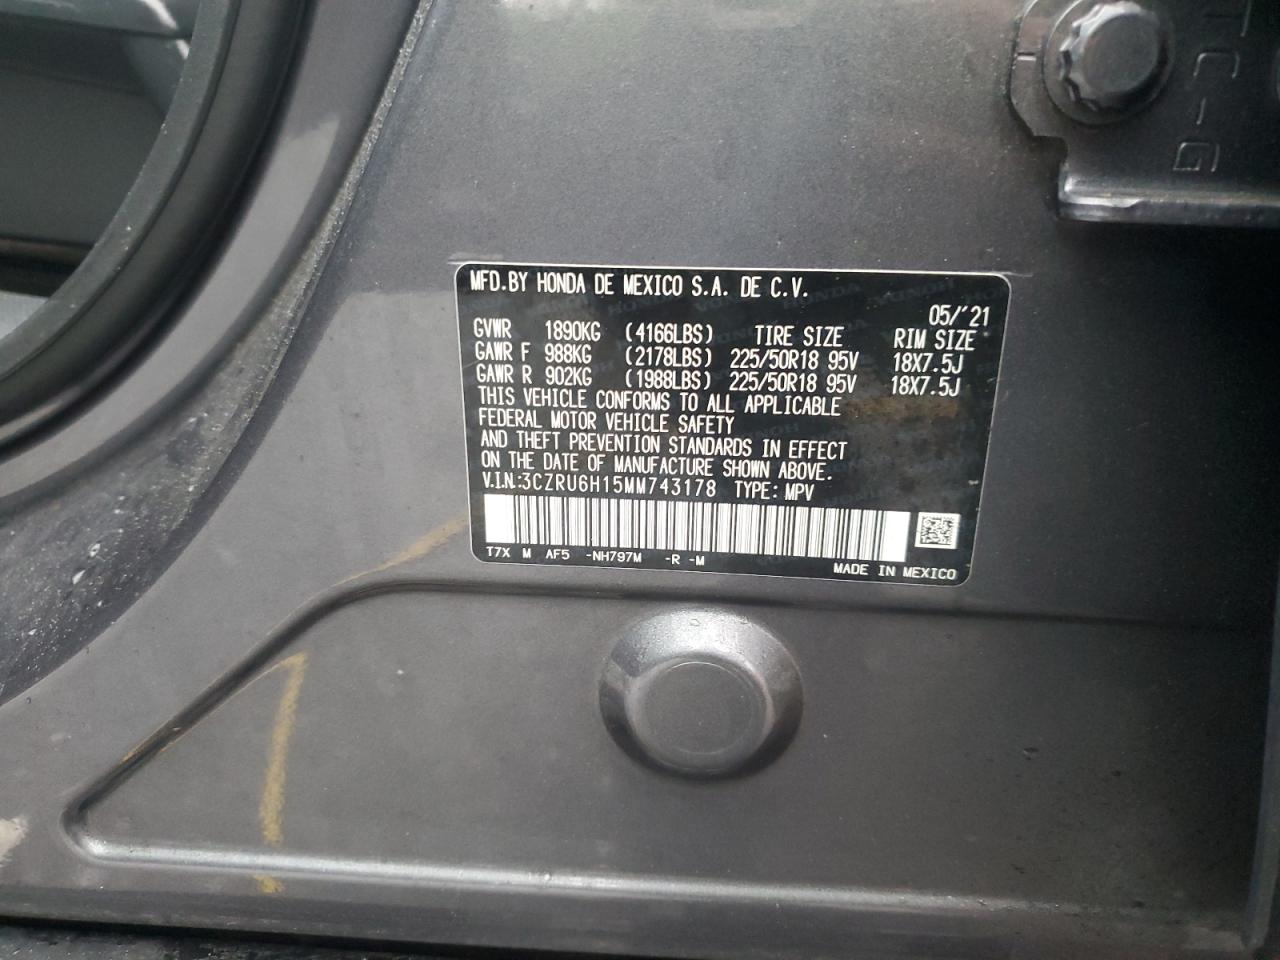 TC-G
MFD.BY HONDA DE MEXICO S.A. DE C.V.
05/'21
GVWR 1890KG (4166LBS) TIRE SIZE RIM SIZE
GAWR F 988KG (2178LBS) 225/50R18 95V 18X7.5J
GAWR R 902KG (1988LBS) 225/50R18 95V 18X7.5J
THIS VEHICLE CONFORMS TO ALL APPLICABLE
FEDERAL MOTOR VEHICLE SAFETY
AND THEFT PREVENTION STANDARDS IN EFFECT
ON THE DATE OF MANUFACTURE SHOWN ABOVE.
V.I.N:3CZRU6H15MM743178 TYPE: MPV
T7X M AF5 -NH797M -R -M
MADE IN MEXICO